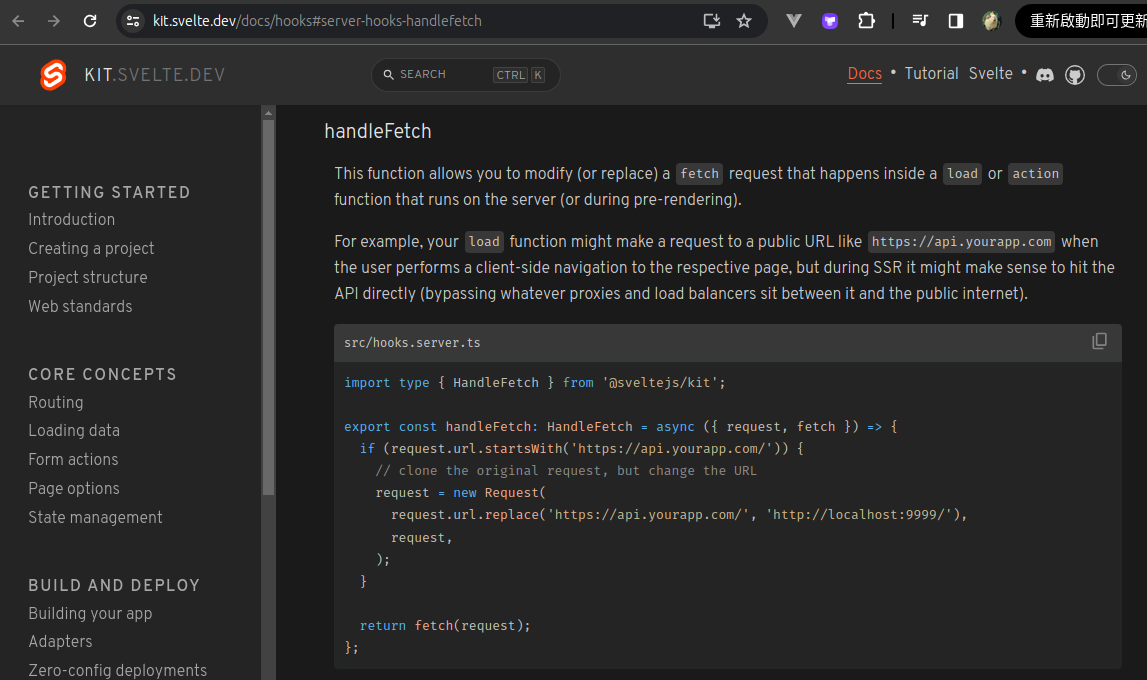 kit.svelte.dev/docs/hooks#server-hooks-handlefetch
重新啟動即可更新
KIT.SVELTE.DEV
SEARCH CTRL K
Docs • Tutorial Svelte •
GETTING STARTED
Introduction
Creating a project
Project structure
Web standards
CORE CONCEPTS
Routing
Loading data
Form actions
Page options
State management
BUILD AND DEPLOY
Building your app
Adapters
Zero-config deployments
handleFetch
This function allows you to modify (or replace) a fetch request that happens inside a load or action
function that runs on the server (or during pre-rendering).
For example, your load function might make a request to a public URL like https://api.yourapp.com when
the user performs a client-side navigation to the respective page, but during SSR it might make sense to hit the
API directly (bypassing whatever proxies and load balancers sit between it and the public internet).
src/hooks.server.ts
import type { HandleFetch } from '@sveltejs/kit';
export const handleFetch: HandleFetch = async ({ request, fetch }) => {
if (request.url.startsWith('https://api.yourapp.com/')) {
// clone the original request, but change the URL
request = new Request(
request.url.replace('https://api.yourapp.com/', 'http://localhost:9999/'),
request,
);
}
return fetch(request);
};